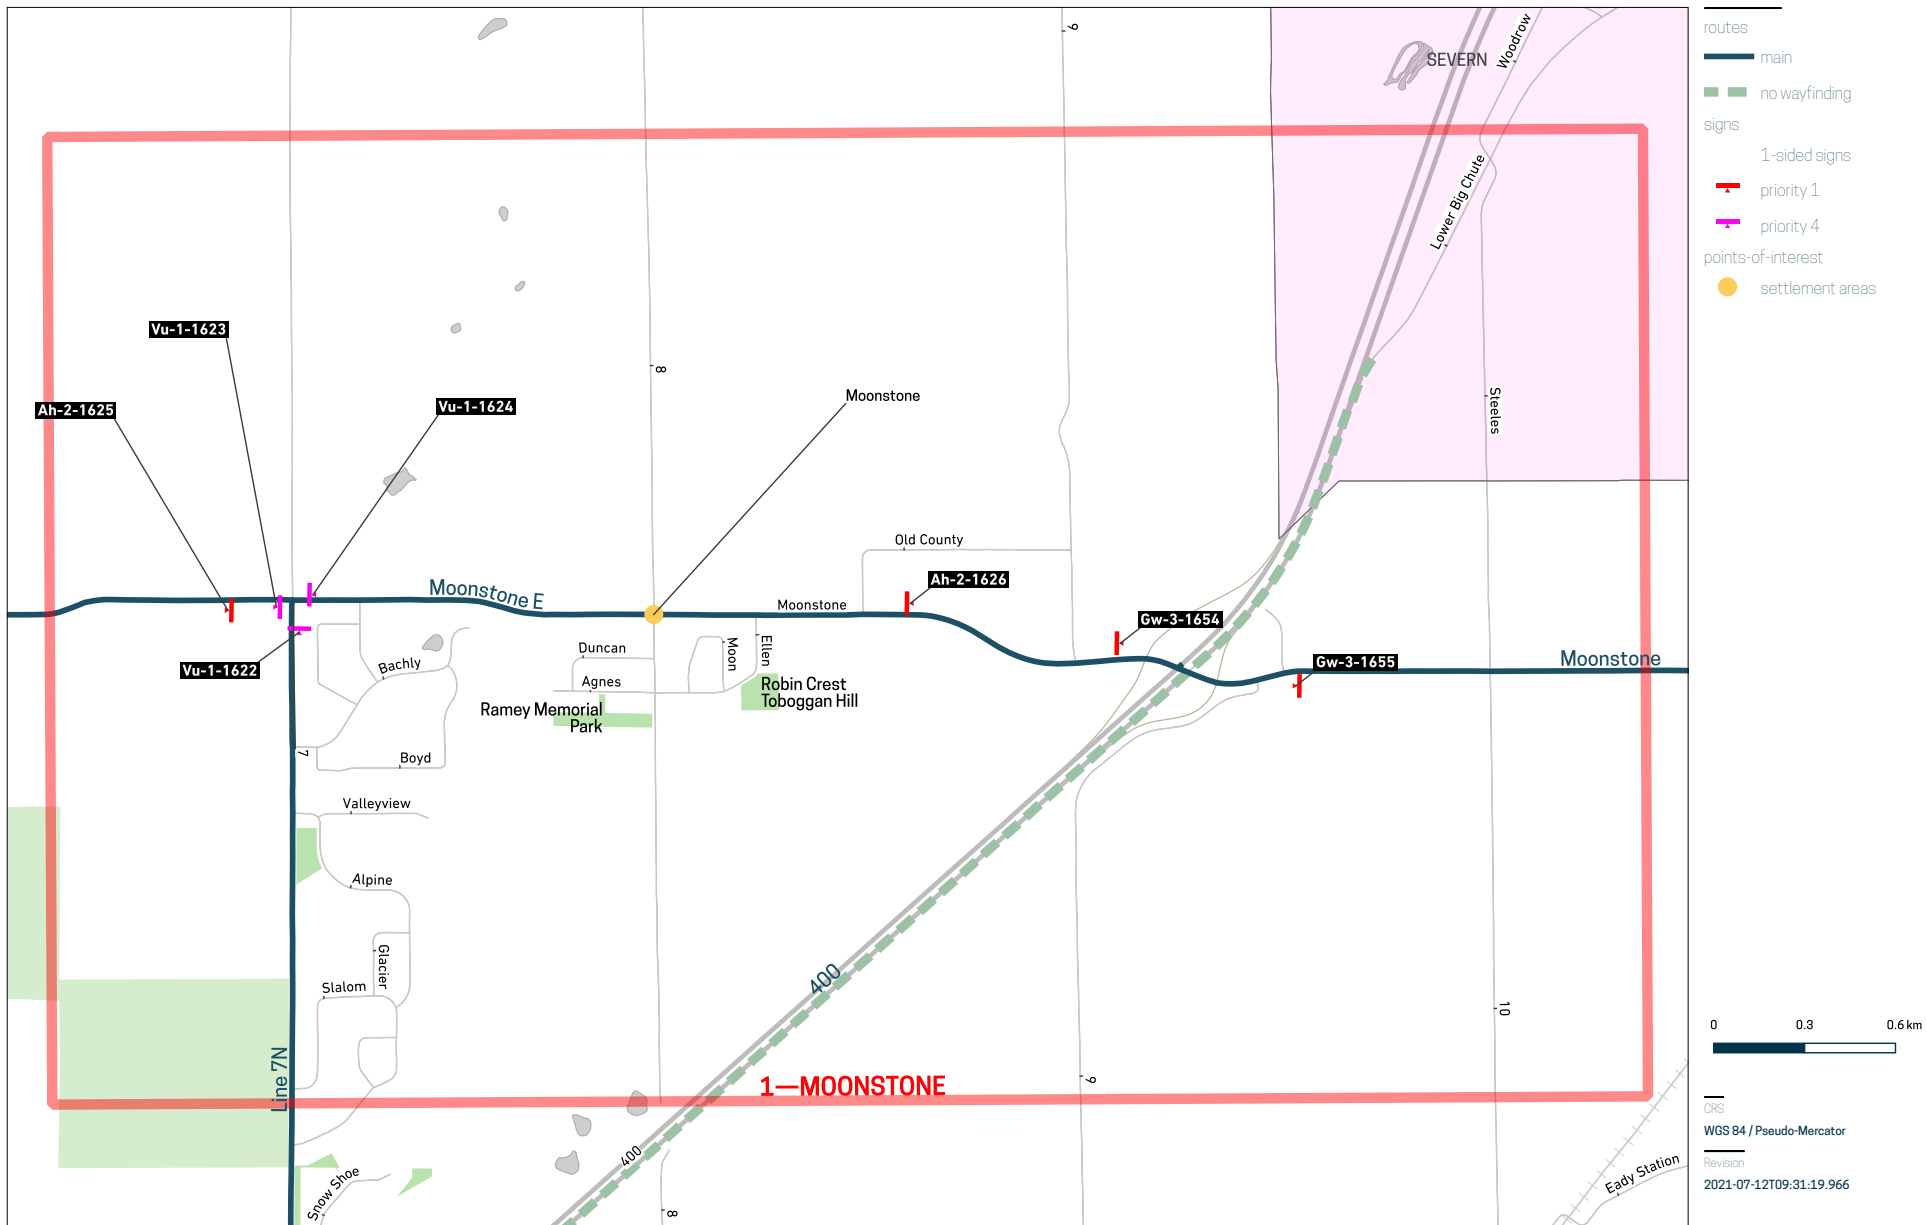 9
SEVERN
Woodrow
Lower Big Chute
Vu-1-1623
8
Moonstone
Steeles
Ah-2-1625
Vu-1-1624
Old County
Ah-2-1626
Moonstone E
Moonstone
Gw-3-1654
Duncan
Moon
Ellen
Vu-1-1622
Bachly
Gw-3-1655
Moonstone
Agnes
Robin Crest
Toboggan Hill
Ramey Memorial
Park
7
Boyd
Valleyview
Alpine
Glacier
Slalom
400
10
Line 7N
1—MOONSTONE
9
400
Snow Shoe
8
Eady Station
routes
main
no wayfinding
signs
1-sided signs
priority 1
priority 4
points-of-interest
settlement areas
0 0.3 0.6 km
CRS
WGS 84 / Pseudo-Mercator
Revision
2021-07-12T09:31:19.966